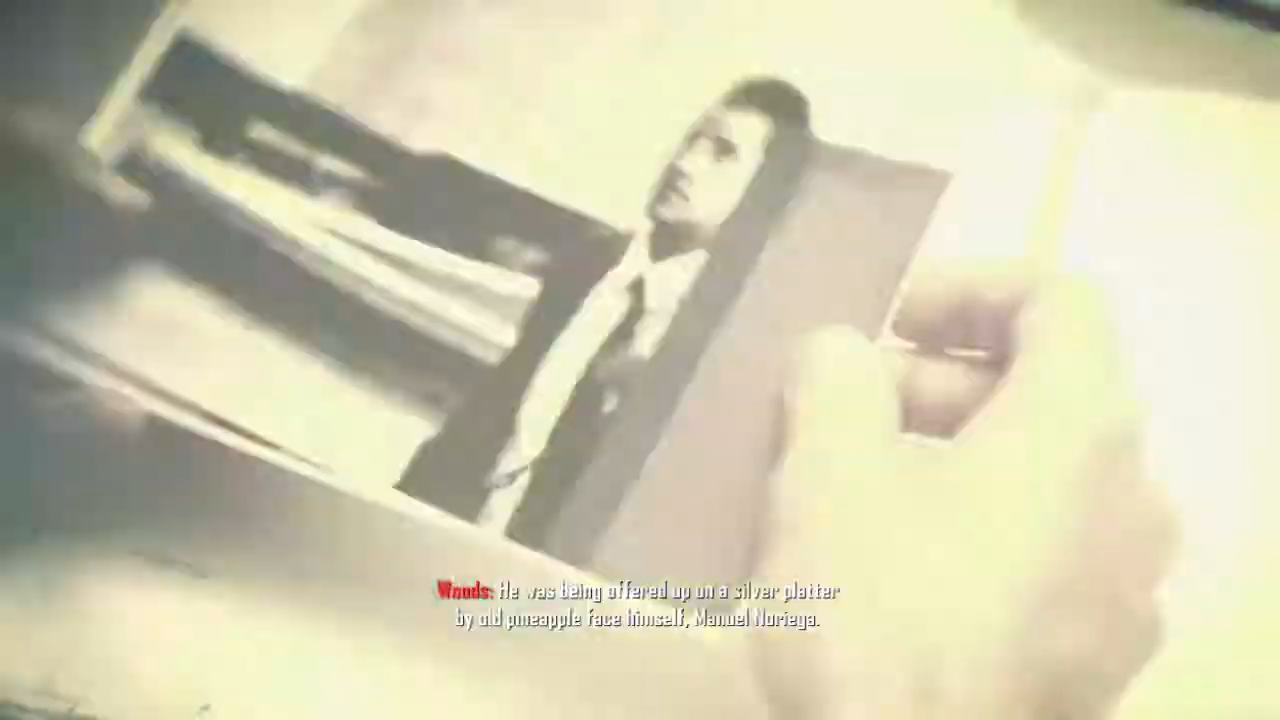 Woods: He was being offered up on a silver platter
by old pineapple face himself, Manuel Noriega.